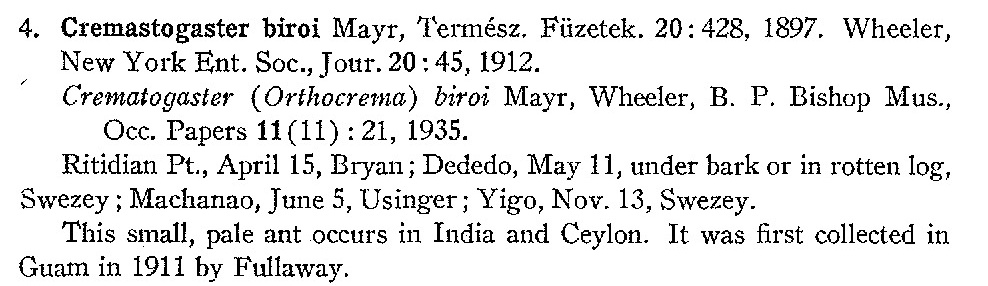 4. Cremastogaster biroi Mayr, Termész. Füzetek. 20:428, 1897. Wheeler,
New York Ent. Soc., Jour. 20:45, 1912.
Crematogaster (Orthocrema) biroi Mayr, Wheeler, B. P. Bishop Mus.,
Occ. Papers 11(11):21, 1935.
Ritidian Pt., April 15, Bryan; Dededo, May 11, under bark or in rotten log,
Swezey; Machanao, June 5, Usinger; Yigo, Nov. 13, Swezey.
This small, pale ant occurs in India and Ceylon. It was first collected in
Guam in 1911 by Fullaway.